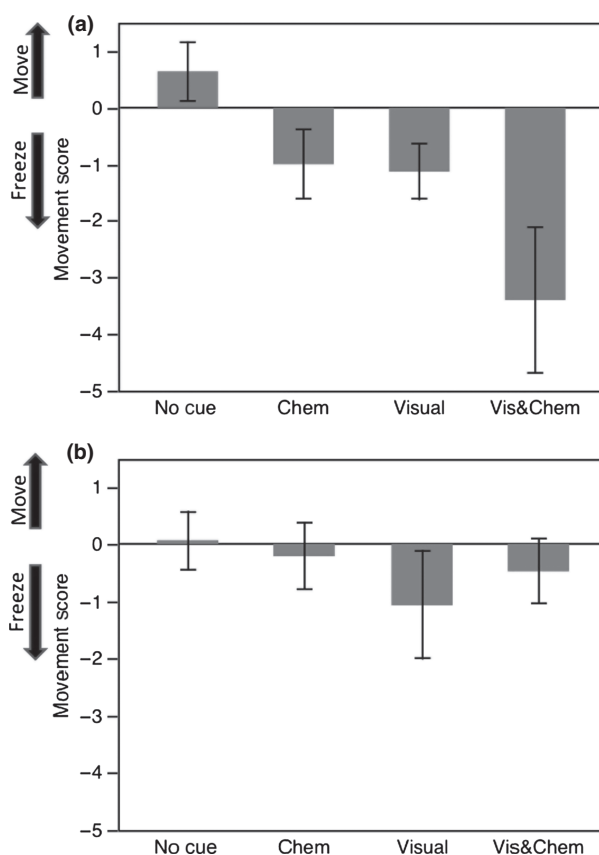 (a)
Move
Freeze
Movement score
1
0
−1
−2
−3
−4
−5
No cue Chem Visual Vis&Chem
(b)
Move
Freeze
Movement score
1
0
−1
−2
−3
−4
−5
No cue Chem Visual Vis&Chem